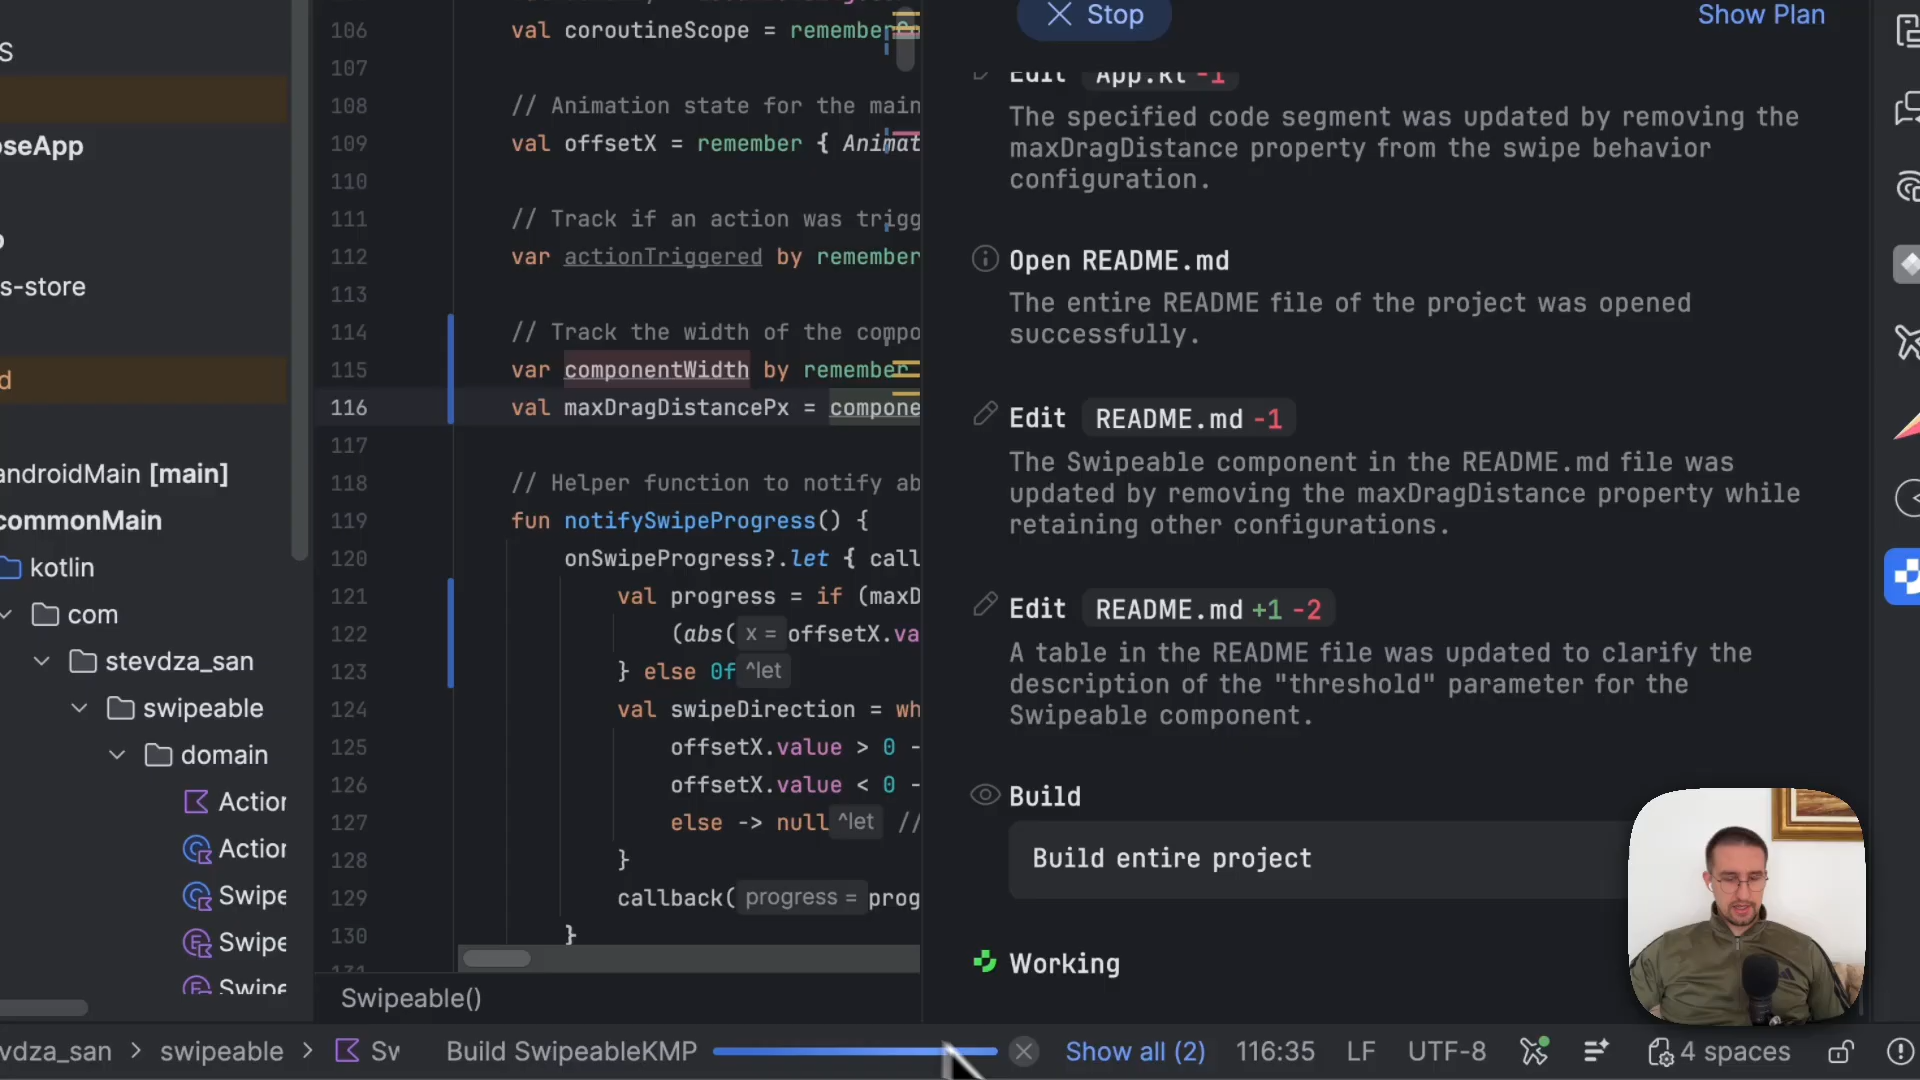 S
oseApp
s-store
d
androidMain [main]
commonMain
kotlin
com
stevdza_san
swipeable
domain
Action
Action
Swipe
Swipe
Swipe
106 val coroutineScope = remember
107
108 // Animation state for the main
109 val offsetX = remember { Animat
110
111 // Track if an action was trigg
112 var actionTriggered by remember
113
114 // Track the width of the compo
115 var componentWidth by remember
116 val maxDragDistancePx = compone
117
118 // Helper function to notify ab
119 fun notifySwipeProgress() {
120 onSwipeProgress?.let { call
121 val progress = if (maxD
122 (abs( x = offsetX.va
123 } else 0f ^let
124 val swipeDirection = wh
125 offsetX.value > 0 -
126 offsetX.value < 0 -
127 else -> null ^let //
128 }
129 callback( progress = prog
130 }
Swipeable()
Stop
Show Plan
Edit App.kt -1
The specified code segment was updated by removing the
maxDragDistance property from the swipe behavior
configuration.
Open README.md
The entire README file of the project was opened
successfully.
Edit README.md -1
The Swipeable component in the README.md file was
updated by removing the maxDragDistance property while
retaining other configurations.
Edit README.md +1 -2
A table in the README file was updated to clarify the
description of the "threshold" parameter for the
Swipeable component.
Build
Build entire project
Working
vdza_san > swipeable > Sw Build SwipeableKMP Show all (2) 116:35 LF UTF-8 4 spaces